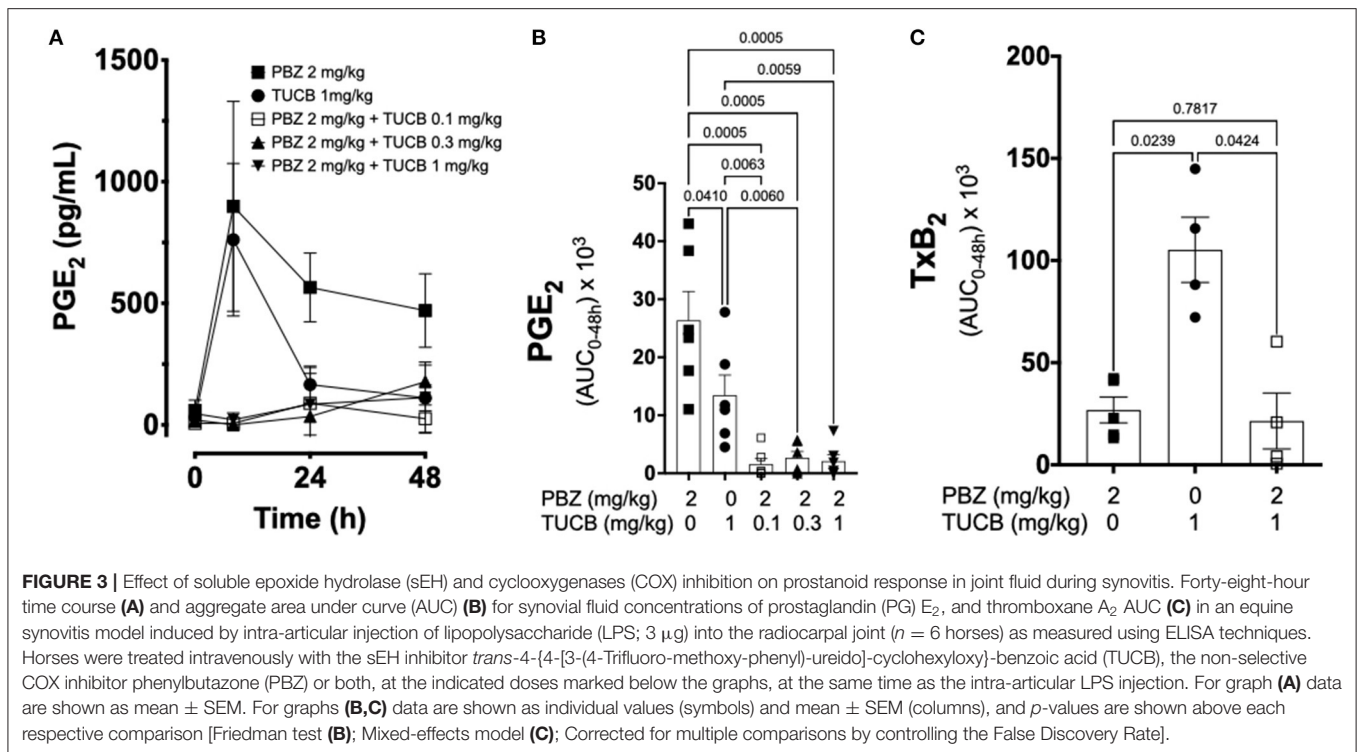 A
1500
1000
500
0
PGE2 (pg/mL)
0 24 48
Time (h)
PBZ 2 mg/kg
TUCB 1mg/kg
PBZ 2 mg/kg + TUCB 0.1 mg/kg
PBZ 2 mg/kg + TUCB 0.3 mg/kg
PBZ 2 mg/kg + TUCB 1 mg/kg
B
0.0005
0.0059
0.0005
0.0005
0.0063
0.0410 0.0060
50
40
30
20
10
0
PGE2
(AUC0-48h) x 10^3
PBZ (mg/kg) 2 0 2 2 2
TUCB (mg/kg) 0 1 0.1 0.3 1
C
200
150
100
50
0
0.7817
0.0239 0.0424
TxB2
(AUC0-48h) x 10^3
PBZ (mg/kg) 2 0 2
TUCB (mg/kg) 0 1 1
FIGURE 3 | Effect of soluble epoxide hydrolase (sEH) and cyclooxygenases (COX) inhibition on prostanoid response in joint fluid during synovitis. Forty-eight-hour
time course (A) and aggregate area under curve (AUC) (B) for synovial fluid concentrations of prostaglandin (PG) E2, and thromboxane A2 AUC (C) in an equine
synovitis model induced by intra-articular injection of lipopolysaccharide (LPS; 3 μg) into the radiocarpal joint (n = 6 horses) as measured using ELISA techniques.
Horses were treated intravenously with the sEH inhibitor trans-4-{4-[3-(4-Trifluoro-methoxy-phenyl)-ureido]-cyclohexyloxy}-benzoic acid (TUCB), the non-selective
COX inhibitor phenylbutazone (PBZ) or both, at the indicated doses marked below the graphs, at the same time as the intra-articular LPS injection. For graph (A) data
are shown as mean ± SEM. For graphs (B,C) data are shown as individual values (symbols) and mean ± SEM (columns), and p-values are shown above each
respective comparison [Friedman test (B); Mixed-effects model (C); Corrected for multiple comparisons by controlling the False Discovery Rate].